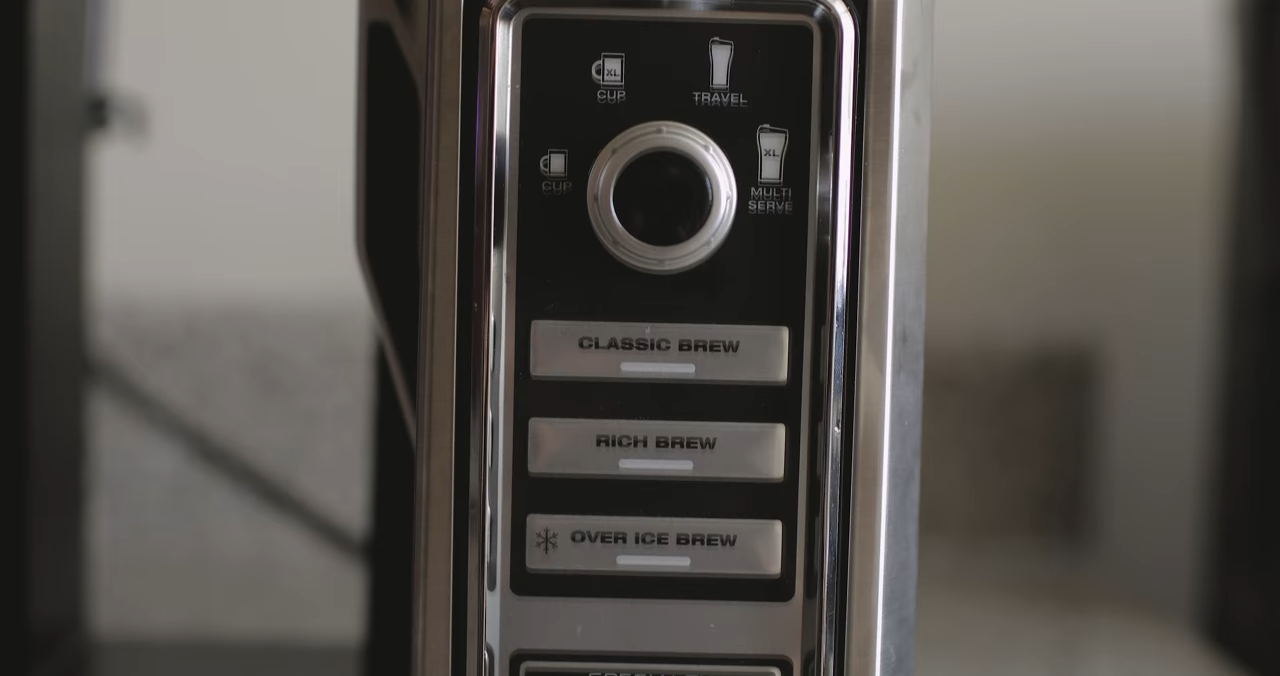 XL
CUP
TRAVEL
CUP
XL
MULTI
SERVE
CLASSIC BREW
RICH BREW
OVER ICE BREW